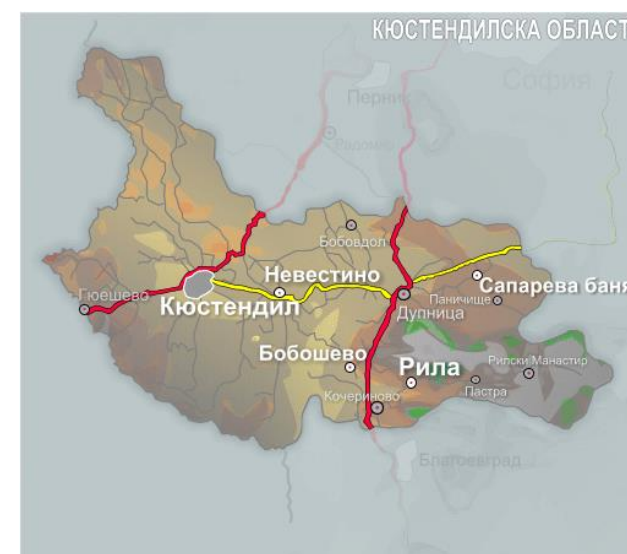 КЮСТЕНДИЛСКА ОБЛАСТ
София
Перник
Радомир
Бобовдол
Невестино
Сапарева баня
Гюешево
Кюстендил
Паничище
Дупница
Бобошево
Рила
Рилски Манастир
Пастра
Кочериново
Благоевград